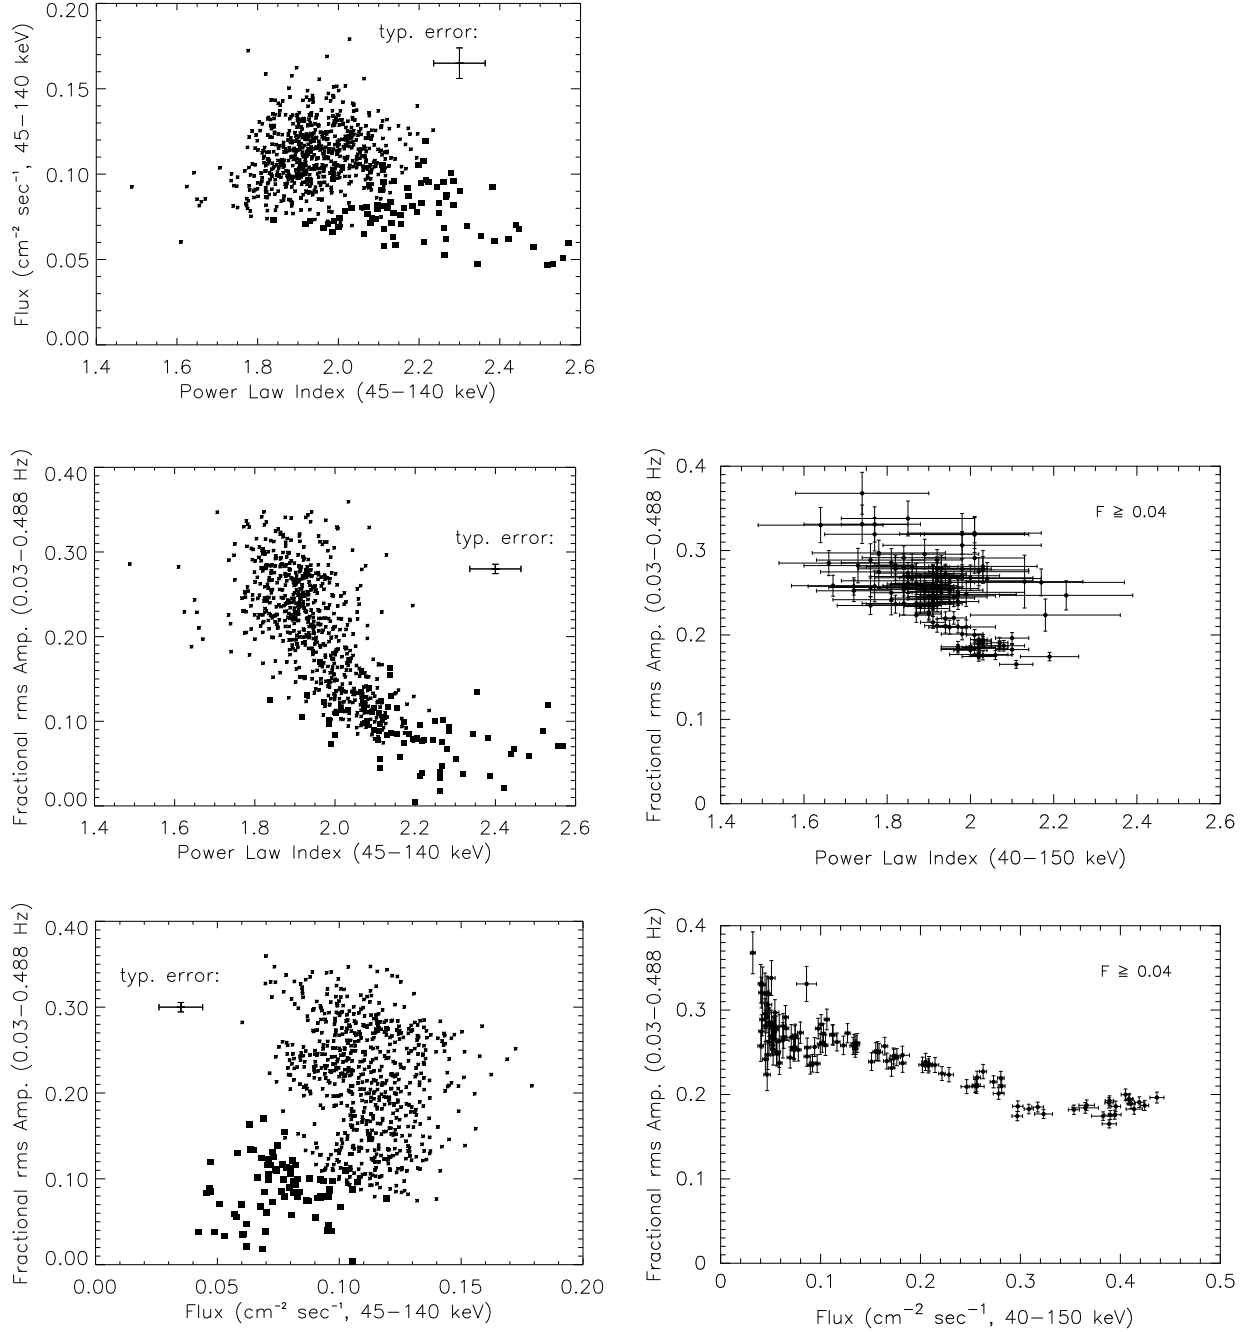 Flux (cm⁻² sec⁻¹, 45−140 keV)
0.20
0.15
0.10
0.05
0.00
typ. error:
1.4 1.6 1.8 2.0 2.2 2.4 2.6
Power Law Index (45−140 keV)
Fractional rms Amp. (0.03−0.488 Hz)
0.40
0.30
0.20
0.10
0.00
typ. error:
1.4 1.6 1.8 2.0 2.2 2.4 2.6
Power Law Index (45−140 keV)
Fractional rms Amp. (0.03−0.488 Hz)
0.4
0.3
0.2
0.1
0
F ≧ 0.04
1.4 1.6 1.8 2 2.2 2.4 2.6
Power Law Index (40−150 keV)
Fractional rms Amp. (0.03−0.488 Hz)
0.40
0.30
0.20
0.10
0.00
typ. error:
0.00 0.05 0.10 0.15 0.20
Flux (cm⁻² sec⁻¹, 45−140 keV)
Fractional rms Amp. (0.03−0.488 Hz)
0.4
0.3
0.2
0.1
0
F ≧ 0.04
0 0.1 0.2 0.3 0.4 0.5
Flux (cm⁻² sec⁻¹, 40−150 keV)